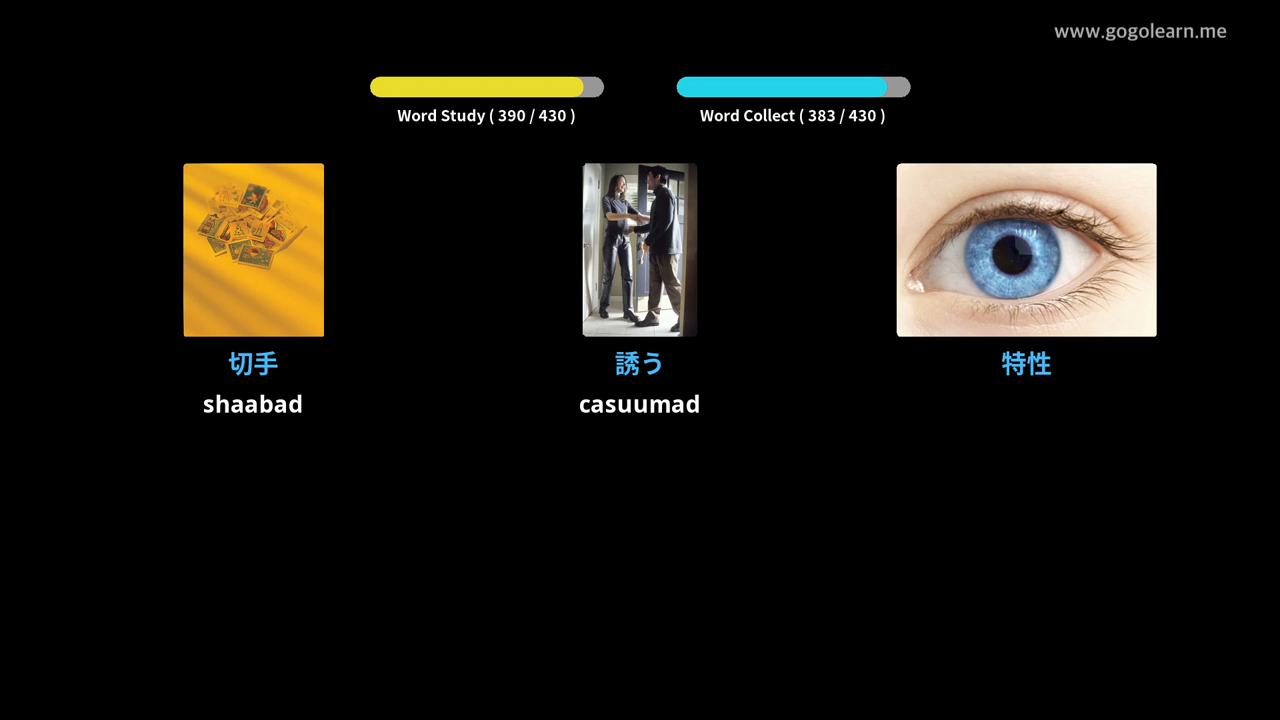 www.gogolearn.me
Word Study ( 390 / 430 )
Word Collect ( 383 / 430 )
切手
誘う
特性
shaabad
casuumad